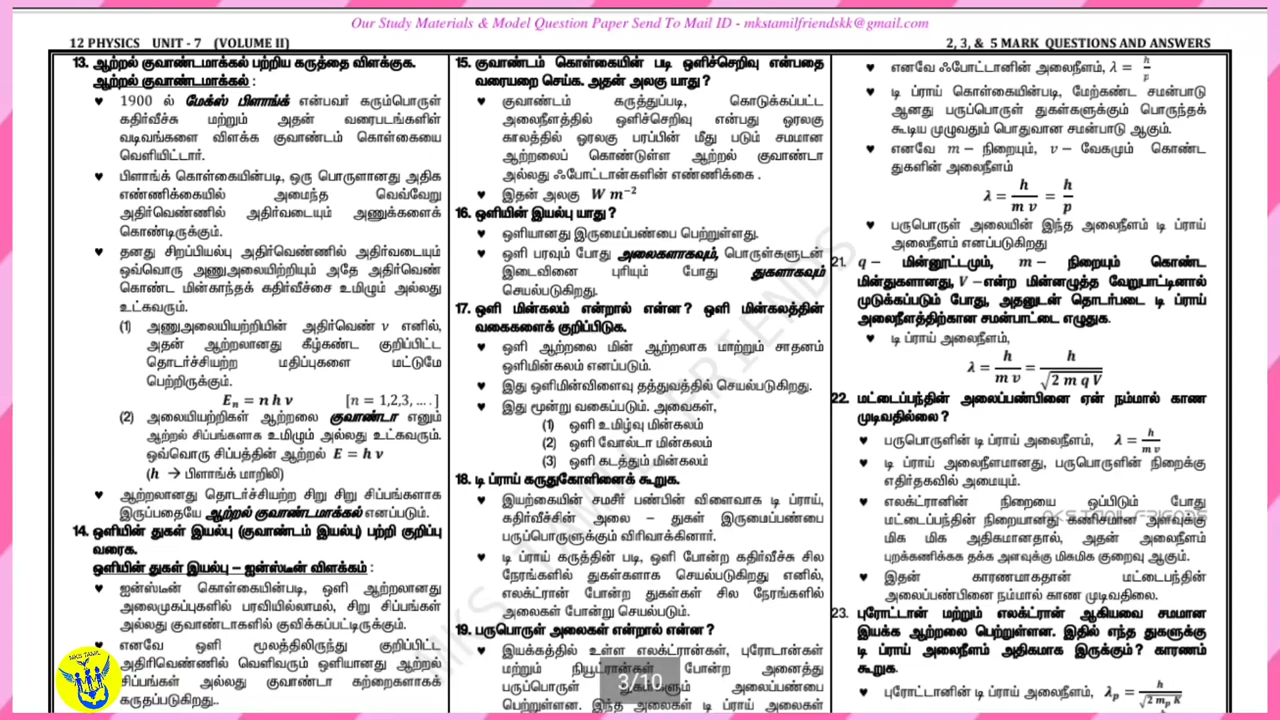 Our Study Materials & Model Question Paper Send To Mail ID - mkstamilfriendskk@gmail.com
12 PHYSICS UNIT - 7 (VOLUME II)
2, 3, & 5 MARK QUESTIONS AND ANSWERS
13. ஆற்றல் குவாண்டமாக்கல் பற்றிய கருத்தை விளக்குக.
ஆற்றல் குவாண்டமாக்கல் :
♥ 1900 ல் மேக்ஸ் பிளாங்க் என்பவர் கரும்பொருள்
கதிர்வீச்சு மற்றும் அதன் வரைபடங்களின்
வடிவங்களை விளக்க குவாண்டம் கொள்கையை
வெளியிட்டார்.
♥ பிளாங்க் கொள்கையின்படி, ஒரு பொருளானது அதிக
எண்ணிக்கையில் அமைந்த வெவ்வேறு
அதிர்வெண்ணில் அதிர்வடையும் அணுக்களைக்
கொண்டிருக்கும்.
♥ தனது சிறப்பியல்பு அதிர்வெண்ணில் அதிர்வடையும்
ஒவ்வொரு அணுஅலையிற்றியும் அதே அதிர்வெண்
கொண்ட மின்காந்தக் கதிர்வீச்சை உமிழும் அல்லது
உட்கவரும்.
(1) அணுஅலையியற்றியின் அதிர்வெண் ν எனில்,
அதன் ஆற்றலானது கீழ்கண்ட குறிப்பிட்ட
தொடர்ச்சியற்ற மதிப்புகளை மட்டுமே
பெற்றிருக்கும்.
Eₙ = n h ν [n = 1,2,3, ... . ]
(2) அலையியற்றிகள் ஆற்றலை குவாண்டா எனும்
ஆற்றல் சிப்பங்களாக உமிழும் அல்லது உட்கவரும்.
ஒவ்வொரு சிப்பத்தின் ஆற்றல் E = h ν
(h → பிளாங்க் மாறிலி)
♥ ஆற்றலானது தொடர்ச்சியற்ற சிறு சிறு சிப்பங்களாக
இருப்பதையே ஆற்றல் குவாண்டமாக்கல் எனப்படும்.
14. ஒளியின் துகள் இயல்பு (குவாண்டம் இயல்பு) பற்றி குறிப்பு
வரைக.
ஒளியின் துகள் இயல்பு – ஐன்ஸ்டீன் விளக்கம் :
♥ ஐன்ஸ்டீன் கொள்கையின்படி, ஒளி ஆற்றலானது
அலைமுகப்புகளில் பரவியில்லாமல், சிறு சிப்பங்கள்
அல்லது குவாண்டாகளில் குவிக்கப்பட்டிருக்கும்.
♥ எனவே ஒளி மூலத்திலிருந்து குறிப்பிட்ட
அதிர்வெண்ணில் வெளிவரும் ஒளியானது ஆற்றல்
சிப்பங்கள் அல்லது குவாண்டா கற்றைகளாகக்
கருதப்படுகிறது..
15. குவாண்டம் கொள்கையின் படி ஒளிச்செறிவு என்பதை
வரையறை செய்க. அதன் அலகு யாது ?
♥ குவாண்டம் கருத்துப்படி, கொடுக்கப்பட்ட
அலைநீளத்தில் ஒளிச்செறிவு என்பது ஓரலகு
காலத்தில் ஓரலகு பரப்பின் மீது படும் சமமான
ஆற்றலைப் கொண்டுள்ள ஆற்றல் குவாண்டா
அல்லது ஃபோட்டான்களின் எண்ணிக்கை .
♥ இதன் அலகு W m⁻²
16. ஒளியின் இயல்பு யாது ?
♥ ஒளியானது இருமைப்பண்பை பெற்றுள்ளது.
♥ ஒளி பரவும் போது அலைகளாகவும், பொருள்களுடன்
இடைவினை புரியும் போது துகளாகவும்
செயல்படுகிறது.
17. ஒளி மின்கலம் என்றால் என்ன ? ஒளி மின்கலத்தின்
வகைகளைக் குறிப்பிடுக.
♥ ஒளி ஆற்றலை மின் ஆற்றலாக மாற்றும் சாதனம்
ஒளிமின்கலம் எனப்படும்.
♥ இது ஒளிமின்விளைவு தத்துவத்தில் செயல்படுகிறது.
♥ இது மூன்று வகைப்படும். அவைகள்,
(1) ஒளி உமிழ்வு மின்கலம்
(2) ஒளி வோல்டா மின்கலம்
(3) ஒளி கடத்தும் மின்கலம்
18. டி ப்ராய் கருதுகோளினைக் கூறுக.
♥ இயற்கையின் சமசீர் பண்பின் விளைவாக டி ப்ராய்,
கதிர்வீச்சின் அலை – துகள் இருமைப்பண்பை
பருப்பொருளுக்கும் விரிவாக்கினார்.
♥ டி ப்ராய் கருத்தின் படி, ஒளி போன்ற கதிர்வீச்சு சில
நேரங்களில் துகள்களாக செயல்படுகிறது எனில்,
எலக்ட்ரான் போன்ற துகள்கள் சில நேரங்களில்
அலைகள் போன்று செயல்படும்.
19. பருபொருள் அலைகள் என்றால் என்ன ?
♥ இயக்கத்தில் உள்ள எலக்ட்ரான்கள், புரோடான்கள்
மற்றும் நியூட்ரான்கள் போன்ற அனைத்து
பருப்பொருள் துகள்களும் அலைப்பண்பை
பெற்றுள்ளன. இந்த அலைகள் டி ப்ராய் அலைகள்
♥ எனவே ஃபோட்டானின் அலைநீளம், λ = h/p
♥ டி ப்ராய் கொள்கையின்படி, மேற்கண்ட சமன்பாடு
ஆனது பருப்பொருள் துகள்களுக்கும் பொருந்தக்
கூடிய முழுவதும் பொதுவான சமன்பாடு ஆகும்.
♥ எனவே m – நிறையும், v – வேகமும் கொண்ட
துகளின் அலைநீளம்
λ = h/(m v) = h/p
♥ பருபொருள் அலையின் இந்த அலைநீளம் டி ப்ராய்
அலைநீளம் எனப்படுகிறது
21. q – மின்னூட்டமும், m – நிறையும் கொண்ட
மின்துகளானது, V –என்ற மின்னழுத்த வேறுபாட்டினால்
முடுக்கப்படும் போது, அதனுடன் தொடர்படை டி ப்ராய்
அலைநீளத்திற்கான சமன்பாட்டை எழுதுக.
♥ டி ப்ராய் அலைநீளம்,
λ = h/(m v) = h/√(2 m q V)
22. மட்டைப்பந்தின் அலைப்பண்பினை ஏன் நம்மால் காண
முடிவதில்லை ?
♥ பருபொருளின் டி ப்ராய் அலைநீளம், λ = h/(m v)
♥ டி ப்ராய் அலைநீளமானது, பருபொருளின் நிறைக்கு
எதிர்தகவில் அமையும்.
♥ எலக்ட்ரானின் நிறையை ஒப்பிடும் போது
மட்டைப்பந்தின் நிறையானது கணிசமான அளவுக்கு
மிக மிக அதிகமானதால், அதன் அலைநீளம்
புறக்கணிக்கக தக்க அளவுக்கு மிகமிக குறைவு ஆகும்.
♥ இதன் காரணமாகதான் மட்டைபந்தின்
அலைப்பண்பினை நம்மால் காண முடிவதிலை.
23. புரோட்டான் மற்றும் எலக்ட்ரான் ஆகியவை சமமான
இயக்க ஆற்றலை பெற்றுள்ளன. இதில் எந்த துகளுக்கு
டி ப்ராய் அலைநீளம் அதிகமாக இருக்கும் ? காரணம்
கூறுக.
♥ புரோட்டானின் டி ப்ராய் அலைநீளம், λₚ = h/√(2 mₚ K)
3/10
MKS TAMIL FRIENDS
MKS TAMIL